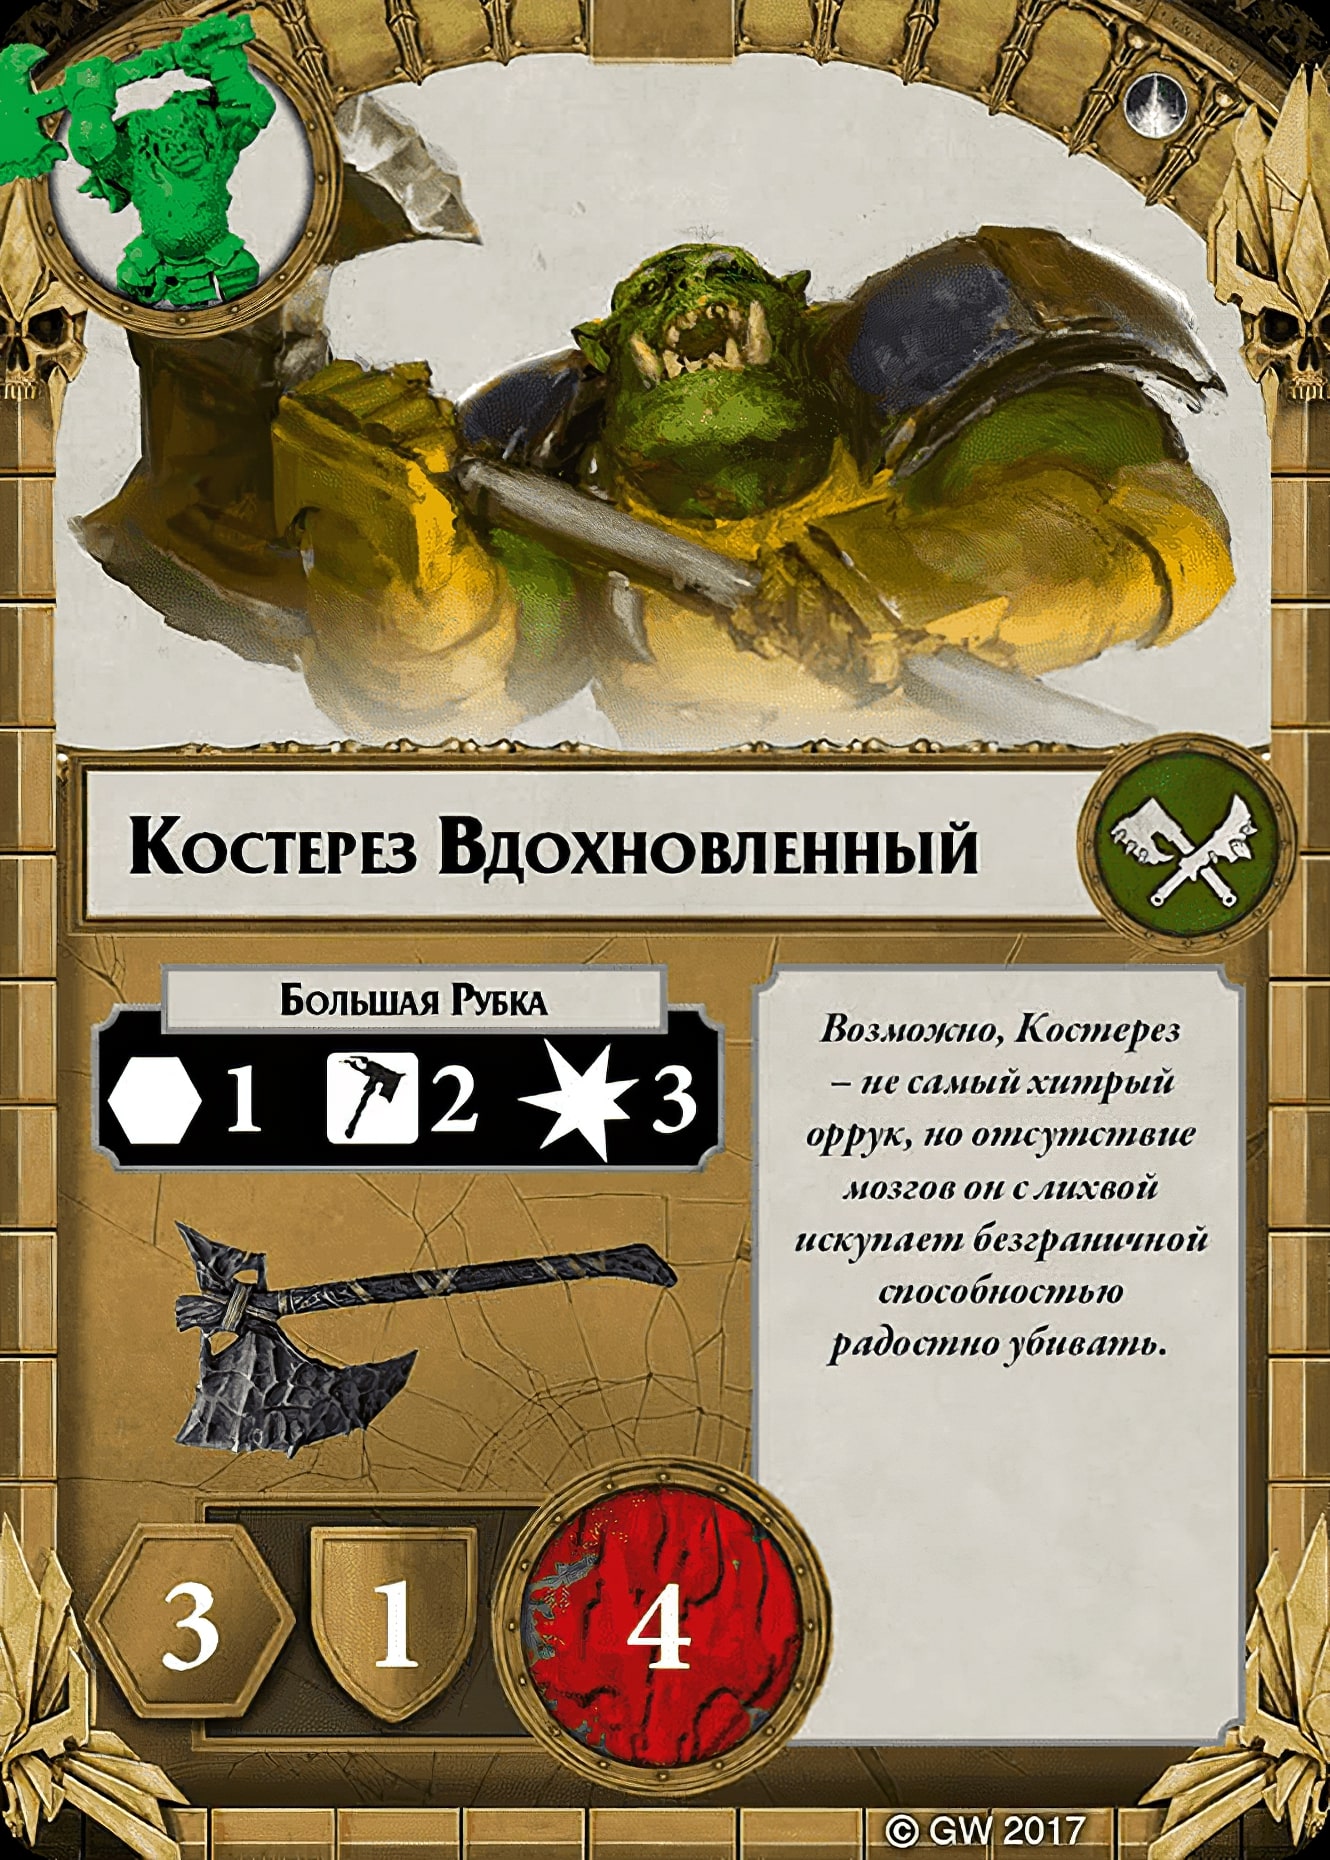 Костерез Вдохновленный
Большая Рубка
1 2 3
Возможно, Костерез
– не самый хитрый
оррук, но отсутствие
мозгов он с лихвой
искупает безграничной
способностью
радостно убивать.
3 1 4
© GW 2017